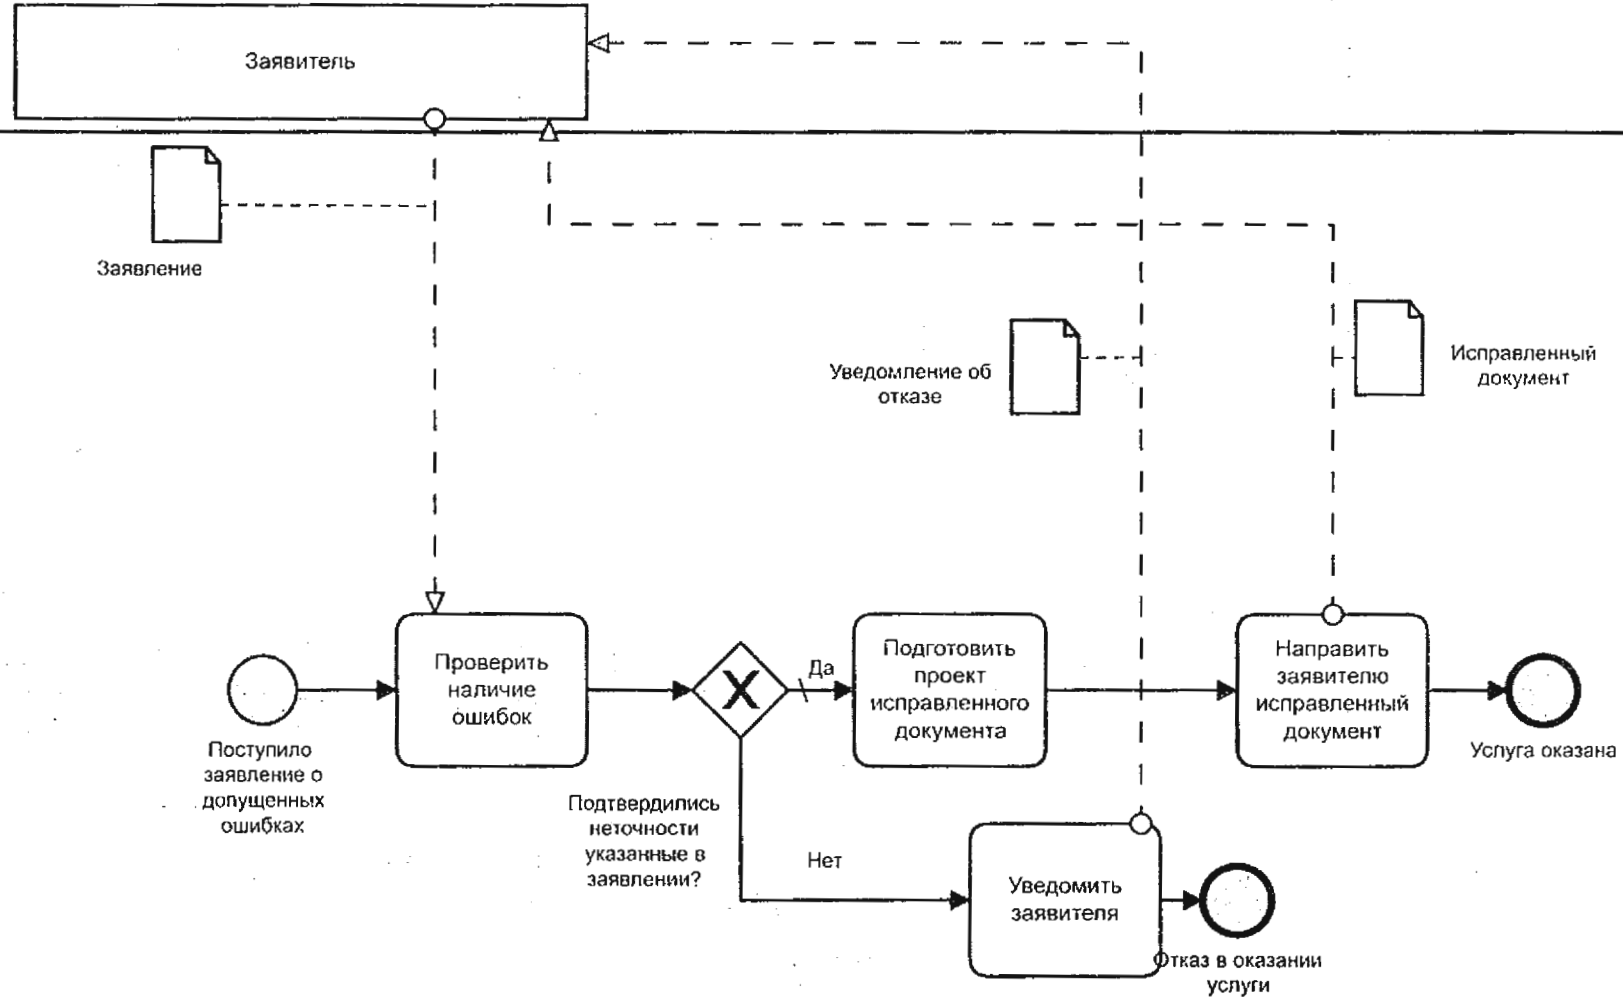 Заявитель
Заявление
Уведомление об
отказе
Исправленный
документ
Поступило
заявление о
допущенных
ошибках
Проверить
наличие
ошибок
Подтвердились
неточности
указанные в
заявлении?
Да
Нет
Подготовить
проект
исправленного
документа
Направить
заявителю
исправленный
документ
Услуга оказана
Уведомить
заявителя
Отказ в оказании
услуги